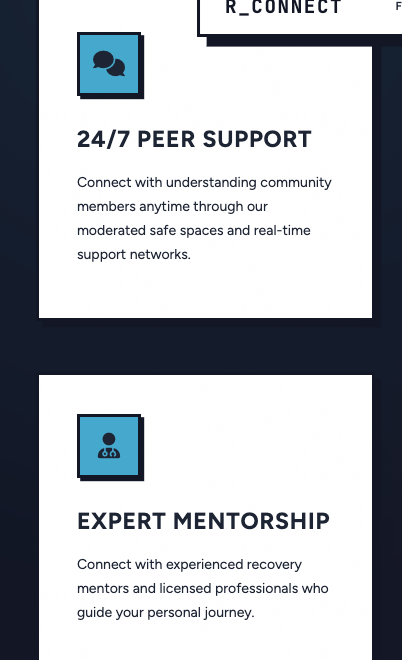 R_CONNECT
24/7 PEER SUPPORT
Connect with understanding community
members anytime through our
moderated safe spaces and real-time
support networks.
EXPERT MENTORSHIP
Connect with experienced recovery
mentors and licensed professionals who
guide your personal journey.